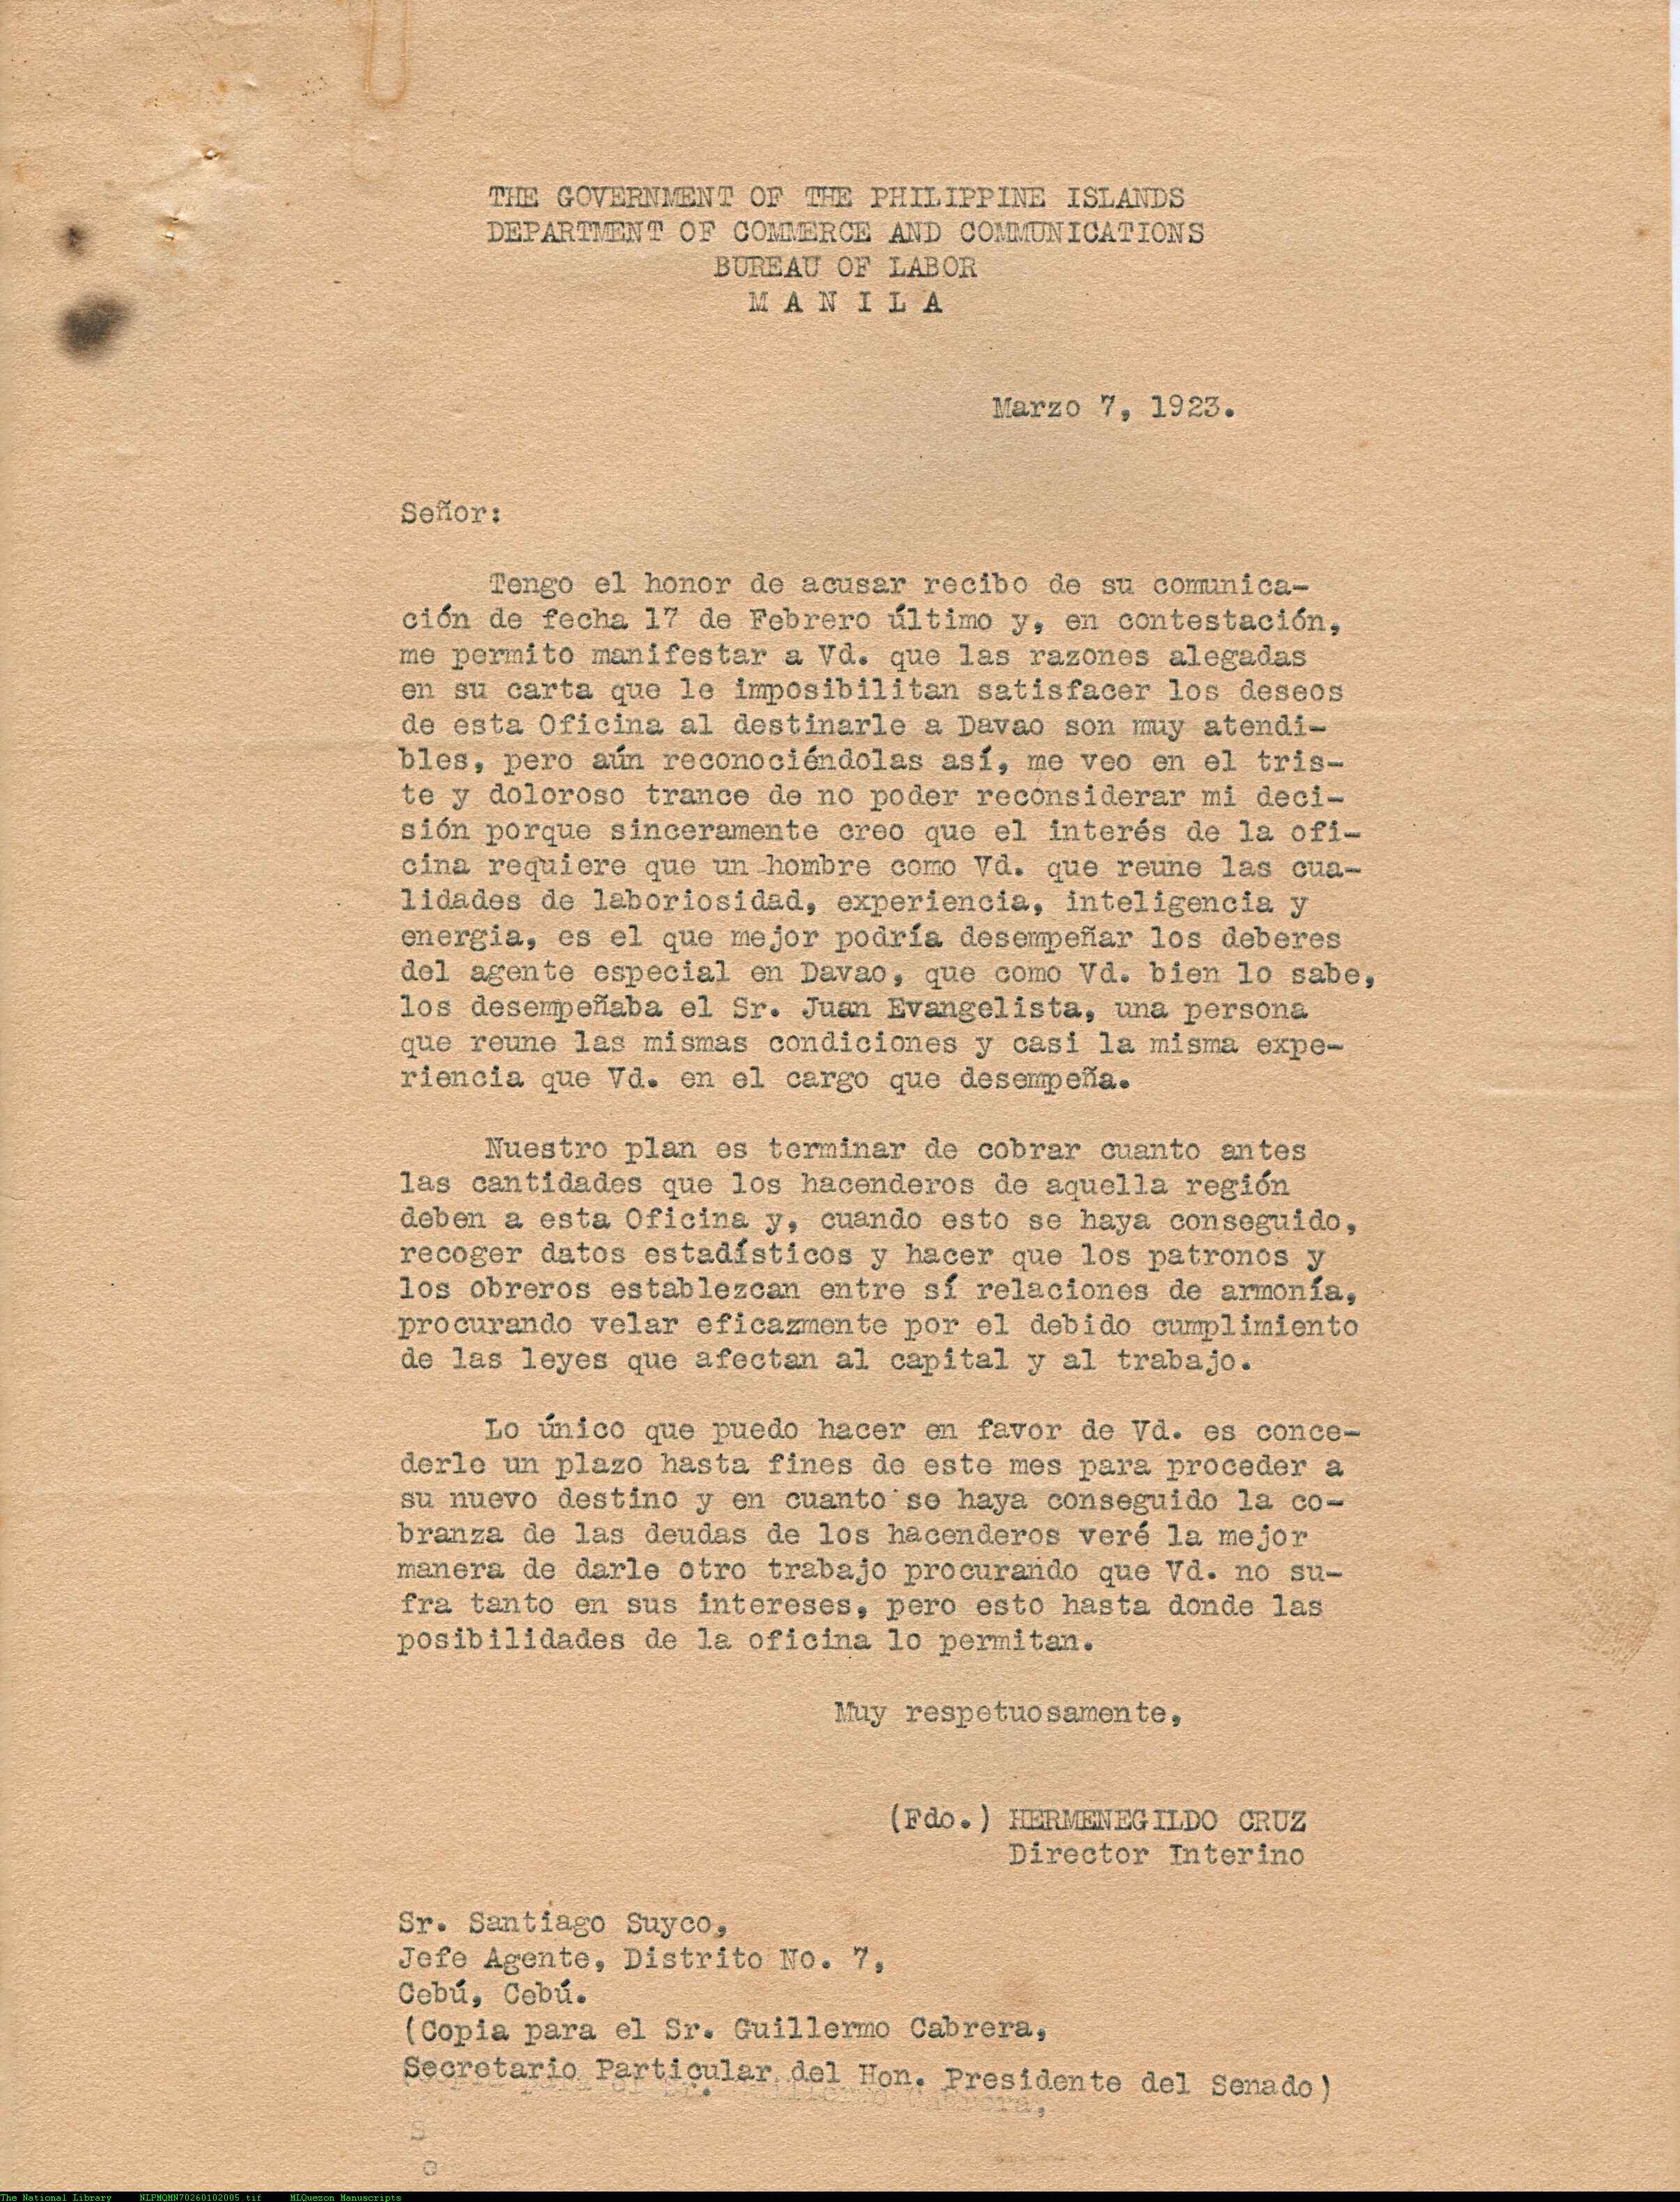 THE GOVERNMENT OF THE PHILIPPINE ISLANDS
DEPARTMENT OF COMMERCE AND COMMUNICATIONS
BUREAU OF LABOR
M A N I L A
Marzo 7, 1923.
Señor:
Tengo el honor de acusar recibo de su comunica-
ción de fecha 17 de Febrero último y, en contestación,
me permito manifestar a Vd. que las razones alegadas
en su carta que le imposibilitan satisfacer los deseos
de esta Oficina al destinarle a Davao son muy atendi-
bles, pero aún reconociéndolas así, me veo en el tris-
te y doloroso trance de no poder reconsiderar mi deci-
sión porque sinceramente creo que el interés de la ofi-
cina requiere que un hombre como Vd. que reune las cua-
lidades de laboriosidad, experiencia, inteligencia y
energia, es el que mejor podría desempeñar los deberes
del agente especial en Davao, que como Vd. bien lo sabe,
los desempeñaba el Sr. Juan Evangelista, una persona
que reune las mismas condiciones y casi la misma expe-
riencia que Vd. en el cargo que desempeña.
Nuestro plan es terminar de cobrar cuanto antes
las cantidades que los hacenderos de aquella región
deben a esta Oficina y, cuando esto se haya conseguido,
recoger datos estadísticos y hacer que los patronos y
los obreros establezcan entre sí relaciones de armonía,
procurando velar eficazmente por el debido cumplimiento
de las leyes que afectan al capital y al trabajo.
Lo único que puedo hacer en favor de Vd. es conce-
derle un plazo hasta fines de este mes para proceder a
su nuevo destino y en cuanto se haya conseguido la co-
branza de las deudas de los hacenderos veré la mejor
manera de darle otro trabajo procurando que Vd. no su-
fra tanto en sus intereses, pero esto hasta donde las
posibilidades de la oficina lo permitan.
Muy respetuosamente,
(Fdo.) HERMENEGILDO CRUZ
Director Interino
Sr. Santiago Suyco,
Jefe Agente, Distrito No. 7,
Cebú, Cebú.
(Copia para el Sr. Guillermo Cabrera,
Secretario Particular del Hon. Presidente del Senado)
The National Library NLPMQMN70260102005.tif MLQuezon Manuscripts